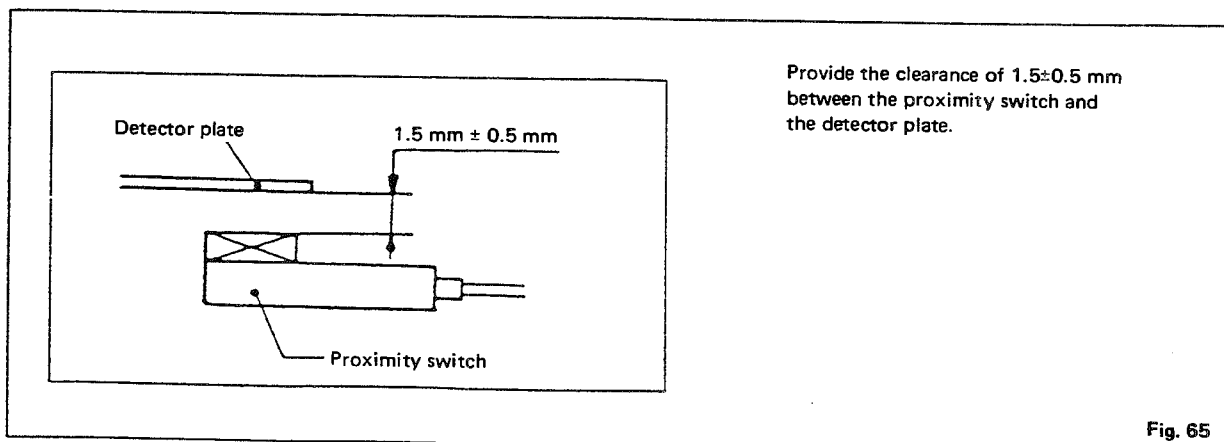 Detector plate
1.5 mm ± 0.5 mm
Proximity switch
Provide the clearance of 1.5±0.5 mm
between the proximity switch and
the detector plate.
Fig. 65